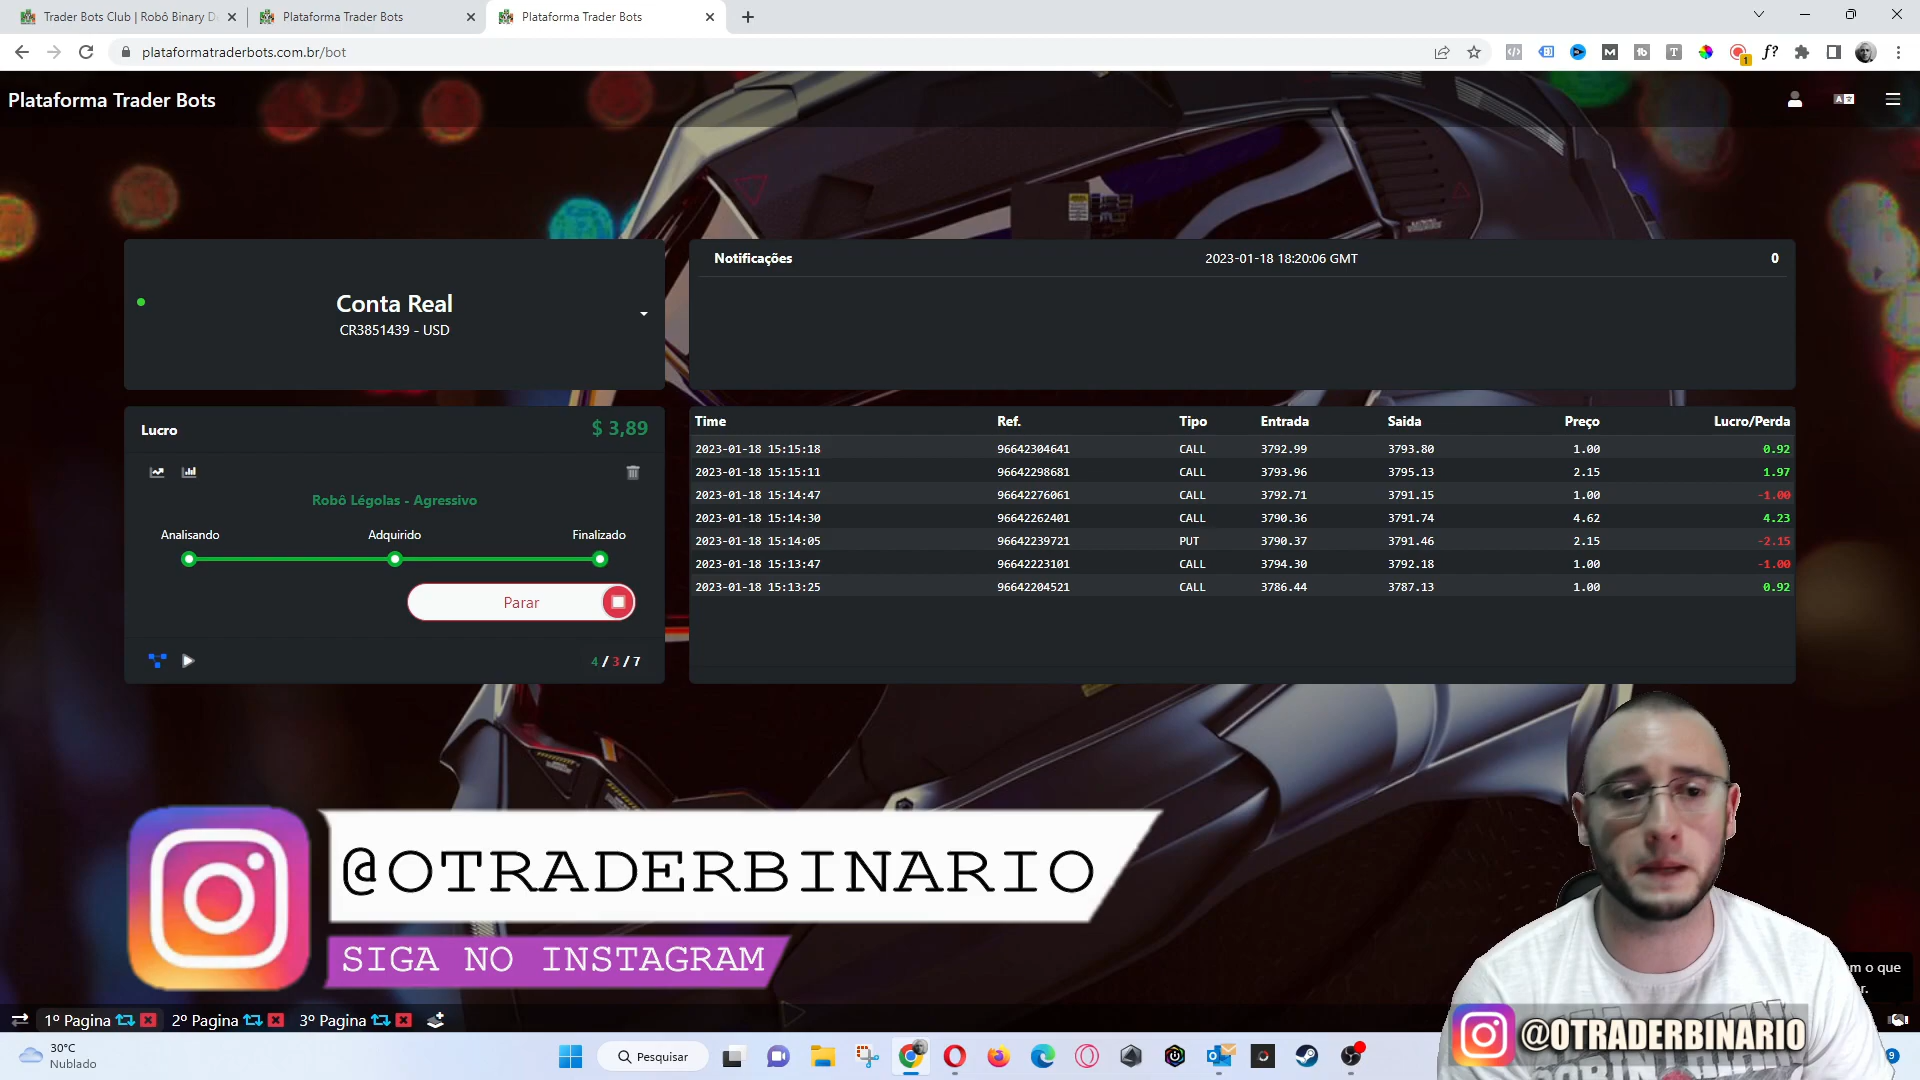 Trader Bots Club | Robô Binary D
Plataforma Trader Bots
Plataforma Trader Bots
plataformatraderbots.com.br/bot
Plataforma Trader Bots
Conta Real
CR3851439 - USD
Notificações 2023-01-18 18:20:06 GMT 0
Lucro $ 3,89
Robô Légolas - Agressivo
Analisando Adquirido Finalizado
Parar
4 / 3 / 7
Time Ref. Tipo Entrada Saida Preço Lucro/Perda
2023-01-18 15:15:18 96642304641 CALL 3792.99 3793.80 1.00 0.92
2023-01-18 15:15:11 96642298681 CALL 3793.96 3795.13 2.15 1.97
2023-01-18 15:14:47 96642276061 CALL 3792.71 3791.15 1.00 -1.00
2023-01-18 15:14:30 96642262401 CALL 3790.36 3791.74 4.62 4.23
2023-01-18 15:14:05 96642239721 PUT 3790.37 3791.46 2.15 -2.15
2023-01-18 15:13:47 96642223101 CALL 3794.30 3792.18 1.00 -1.00
2023-01-18 15:13:25 96642204521 CALL 3786.44 3787.13 1.00 0.92
@OTRADERBINARIO
SIGA NO INSTAGRAM
m o que
r.
1º Pagina 2º Pagina 3º Pagina
@OTRADERBINARIO
30°C
Nublado
Pesquisar